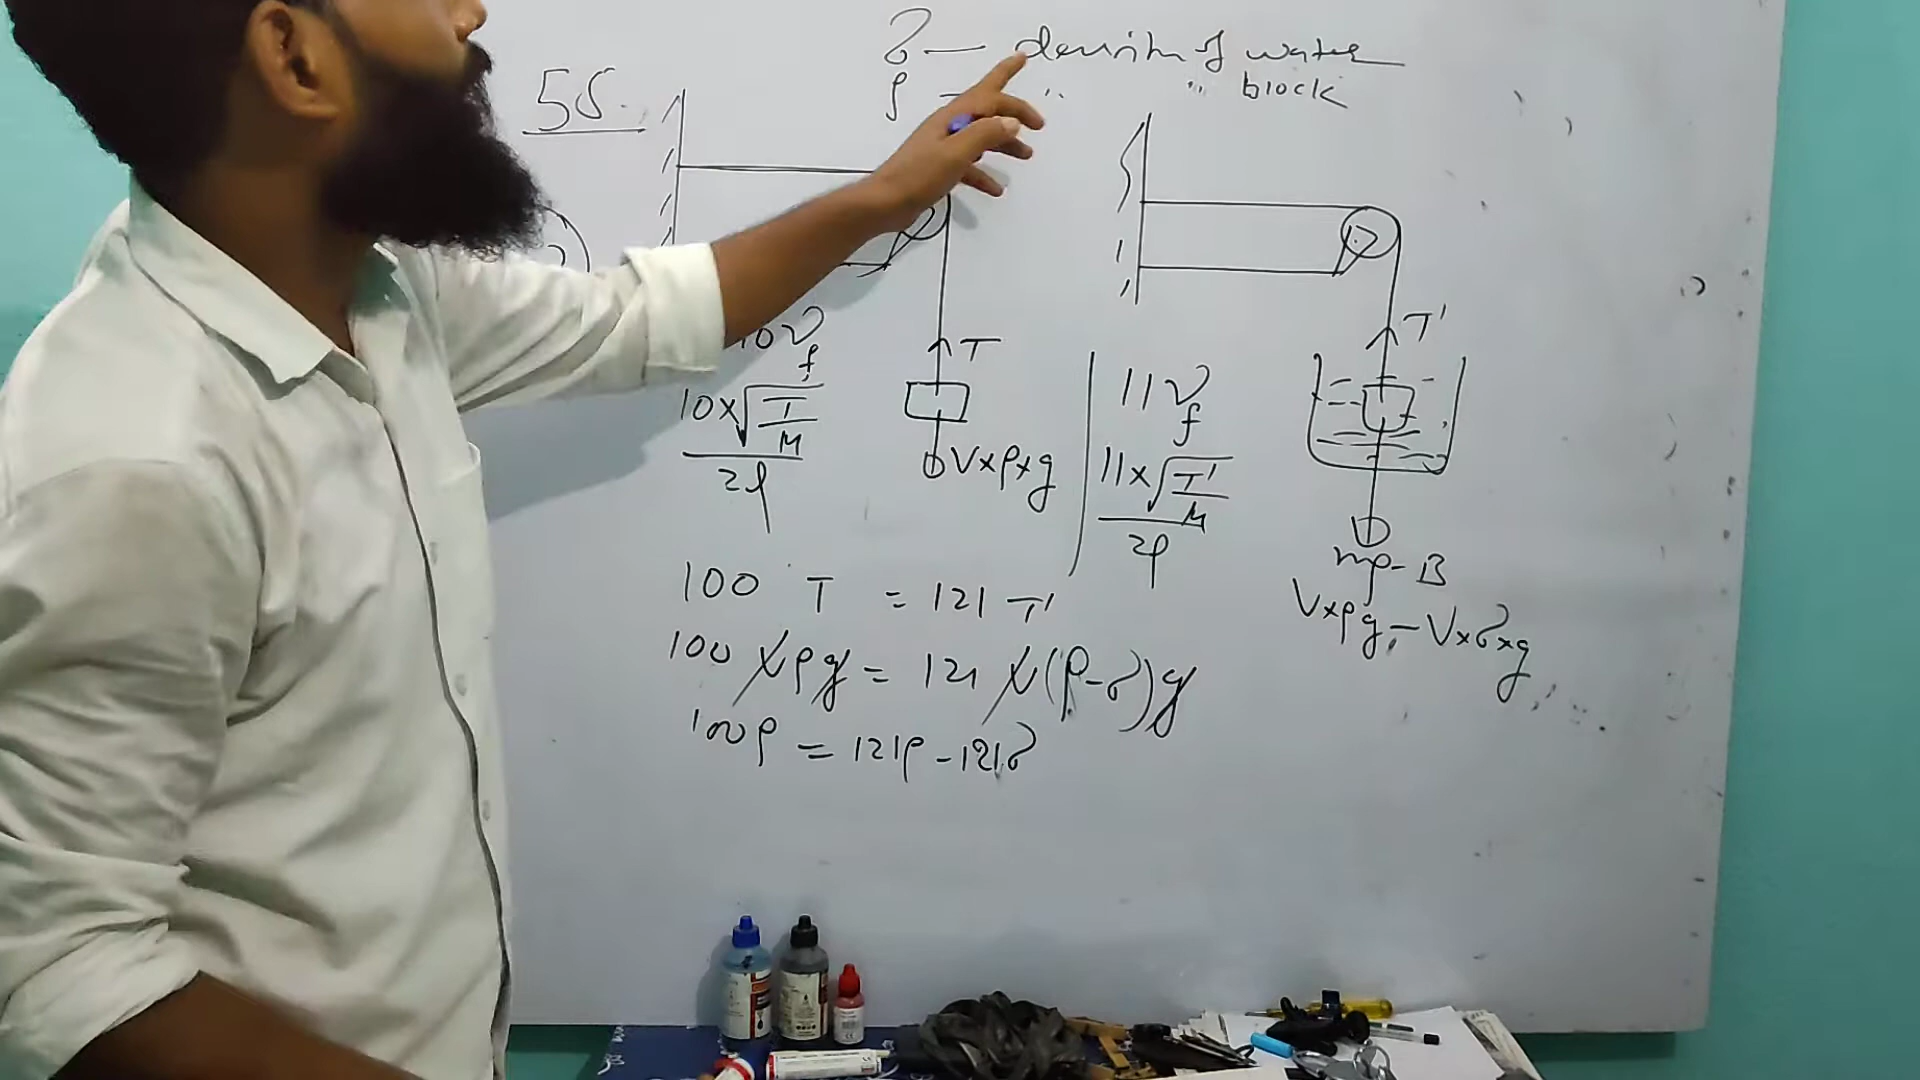 σ — density of water
ρ — " " block
55.
T
T'
10ν_f
10×√(T/M)
2l
V×ρ×g
11ν_f
11×√(T'/M)
2l
mg - B
V×ρg - V×σ×g
100 T = 121 T'
100 Vρg = 121 V(ρ-σ)g
100ρ = 121ρ - 121σ